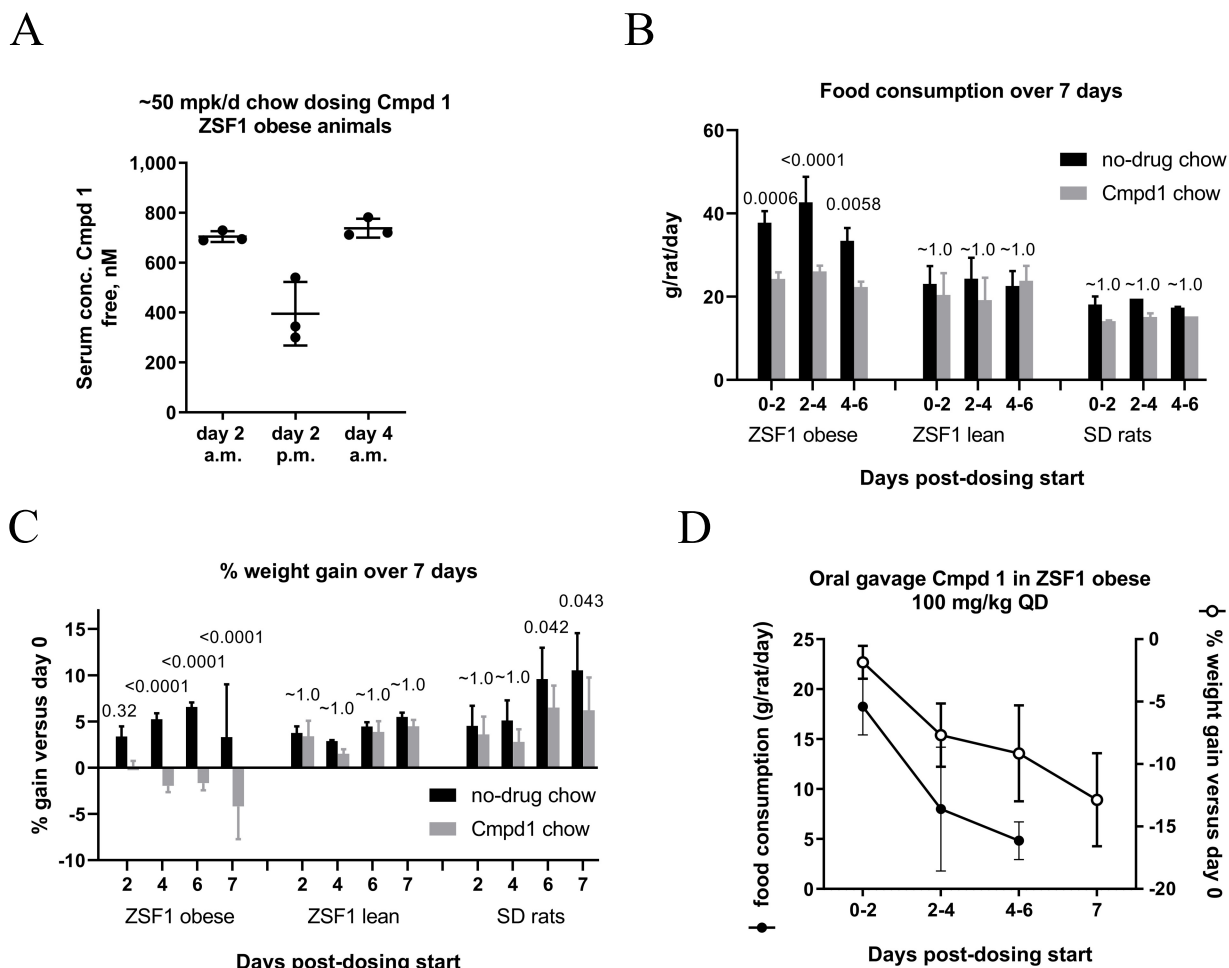 A
~50 mpk/d chow dosing Cmpd 1
ZSF1 obese animals
Serum conc. Cmpd 1
free, nM
1,000
800
600
400
200
0
day 2
a.m.
day 2
p.m.
day 4
a.m.
B
Food consumption over 7 days
g/rat/day
60
40
20
0
no-drug chow
Cmpd1 chow
0.0006
<0.0001
0.0058
~1.0 ~1.0 ~1.0
~1.0 ~1.0 ~1.0
0-2 2-4 4-6 0-2 2-4 4-6 0-2 2-4 4-6
ZSF1 obese ZSF1 lean SD rats
Days post-dosing start
C
% weight gain over 7 days
% gain versus day 0
15
10
5
0
-5
-10
0.32
<0.0001
<0.0001
<0.0001
~1.0
~1.0
~1.0
~1.0
~1.0 ~1.0
0.042
0.043
no-drug chow
Cmpd1 chow
2 4 6 7 2 4 6 7 2 4 6 7
ZSF1 obese ZSF1 lean SD rats
Days post-dosing start
D
Oral gavage Cmpd 1 in ZSF1 obese
100 mg/kg QD
food consumption (g/rat/day)
25
20
15
10
5
0
0
-5
-10
-15
-20
% weight gain versus day 0
0-2 2-4 4-6 7
Days post-dosing start